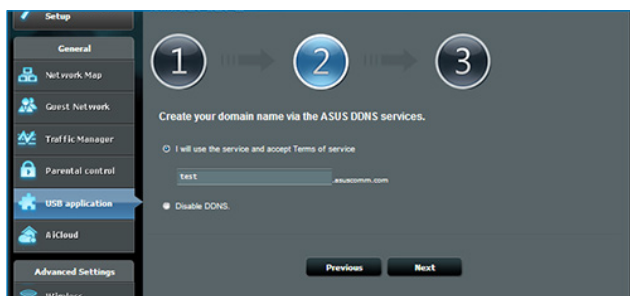 Setup
General
Network Map
Guest Network
Traffic Manager
Parental control
USB application
AiCloud
Advanced Settings
Wireless
1
2
3
Create your domain name via the ASUS DDNS services.
I will use the service and accept Terms of service
test .asuscomm.com
Disable DDNS.
Previous Next